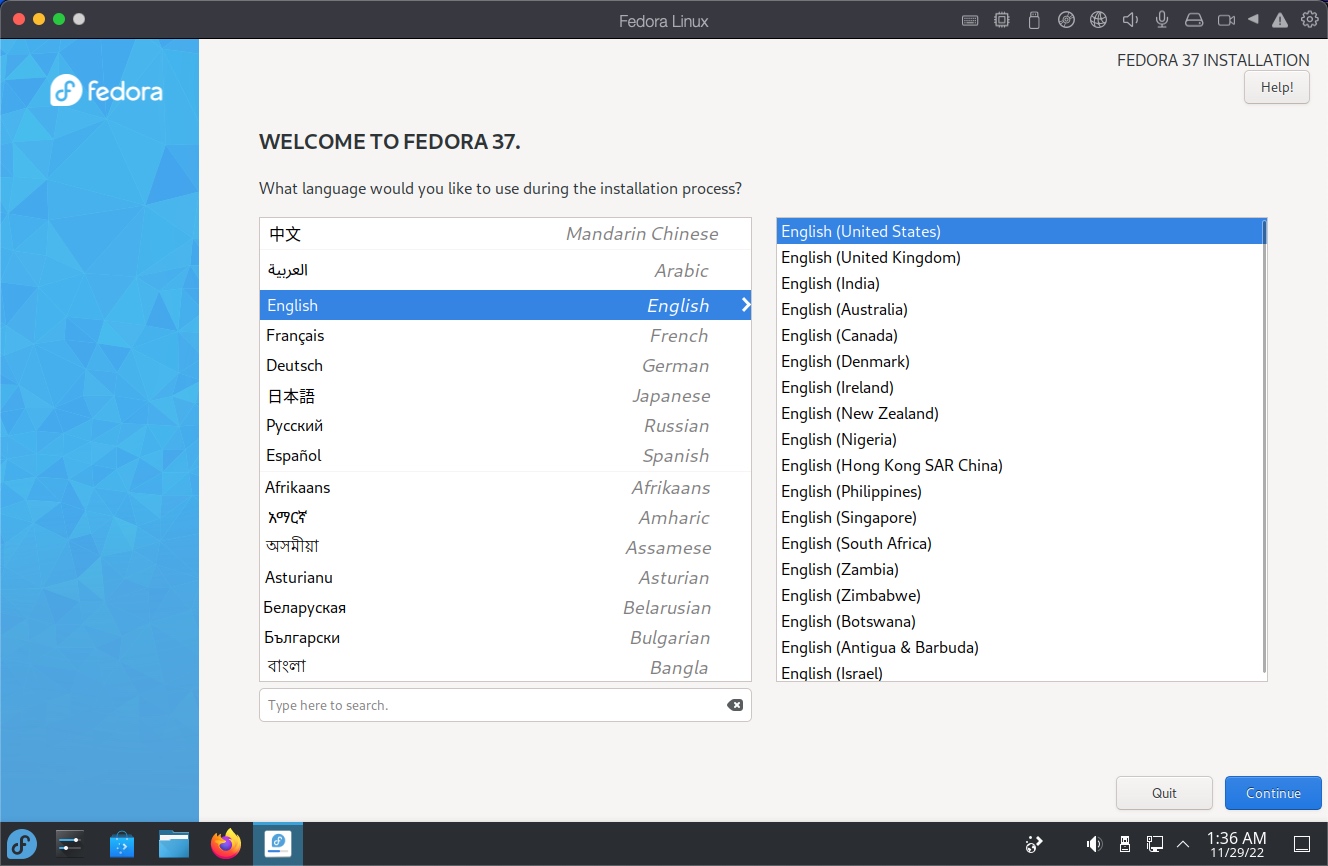 Fedora Linux
fedora
FEDORA 37 INSTALLATION
Help!
WELCOME TO FEDORA 37.
What language would you like to use during the installation process?
中文 Mandarin Chinese
العربية Arabic
English English
Français French
Deutsch German
日本語 Japanese
Русский Russian
Español Spanish
Afrikaans Afrikaans
አማርኛ Amharic
অসমীয়া Assamese
Asturianu Asturian
Беларуская Belarusian
Български Bulgarian
বাংলা Bangla
Type here to search.
English (United States)
English (United Kingdom)
English (India)
English (Australia)
English (Canada)
English (Denmark)
English (Ireland)
English (New Zealand)
English (Nigeria)
English (Hong Kong SAR China)
English (Philippines)
English (Singapore)
English (South Africa)
English (Zambia)
English (Zimbabwe)
English (Botswana)
English (Antigua & Barbuda)
English (Israel)
Quit
Continue
1:36 AM
11/29/22